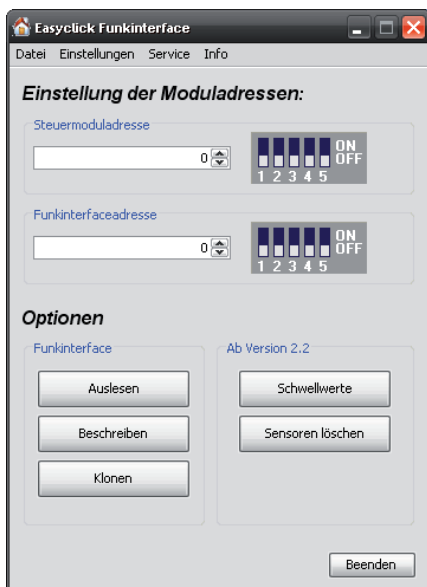 Easyclick Funkinterface
Datei Einstellungen Service Info
Einstellung der Moduladressen:
Steuermoduladresse
0
ON
OFF
1 2 3 4 5
Funkinterfaceadresse
0
ON
OFF
1 2 3 4 5
Optionen
Funkinterface
Auslesen
Beschreiben
Klonen
Ab Version 2.2
Schwellwerte
Sensoren löschen
Beenden